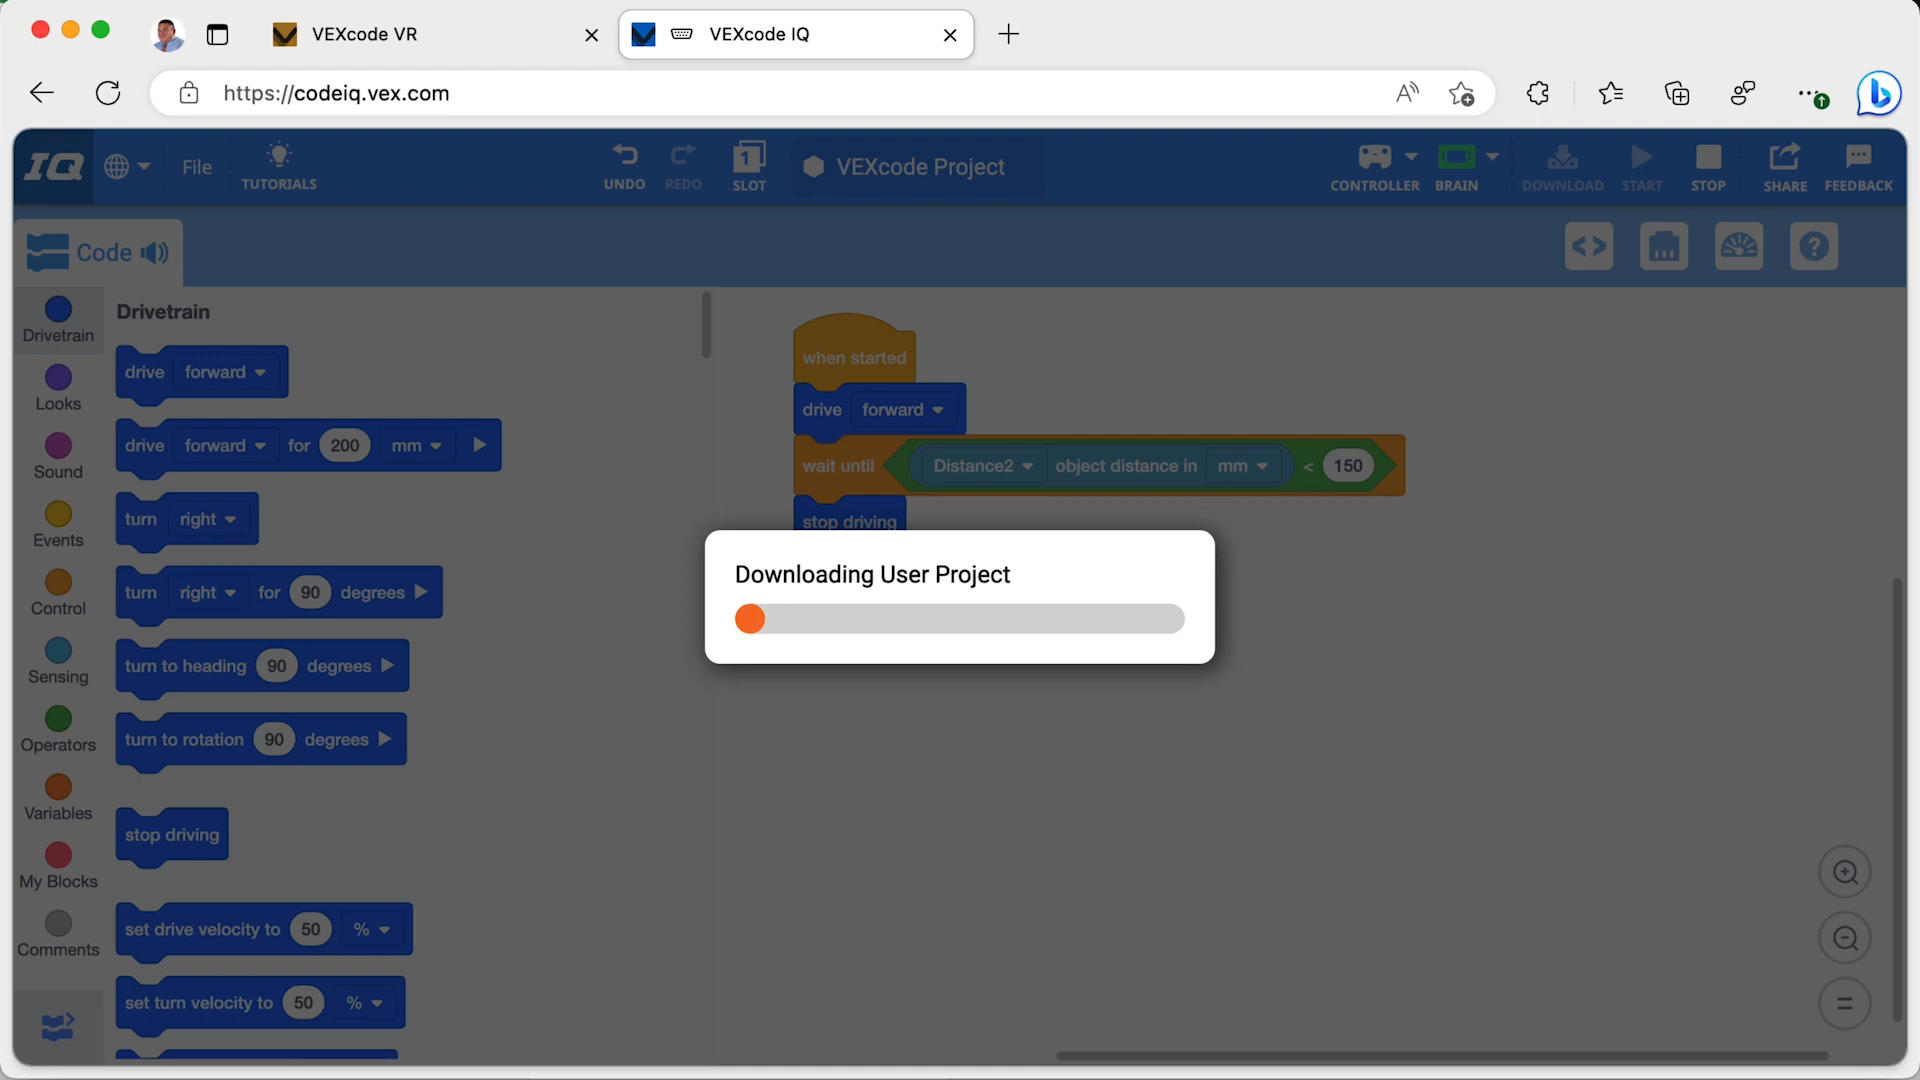 VEXcode VR
VEXcode IQ
https://codeiq.vex.com
IQ
File
TUTORIALS
UNDO
REDO
1
SLOT
VEXcode Project
CONTROLLER
BRAIN
DOWNLOAD
START
STOP
SHARE
FEEDBACK
Code
Drivetrain
Looks
Sound
Events
Control
Sensing
Operators
Variables
My Blocks
Comments
Drivetrain
drive forward
drive forward for 200 mm
turn right
turn right for 90 degrees
turn to heading 90 degrees
turn to rotation 90 degrees
stop driving
set drive velocity to 50 %
set turn velocity to 50 %
when started
drive forward
wait until Distance2 object distance in mm < 150
stop driving
Downloading User Project